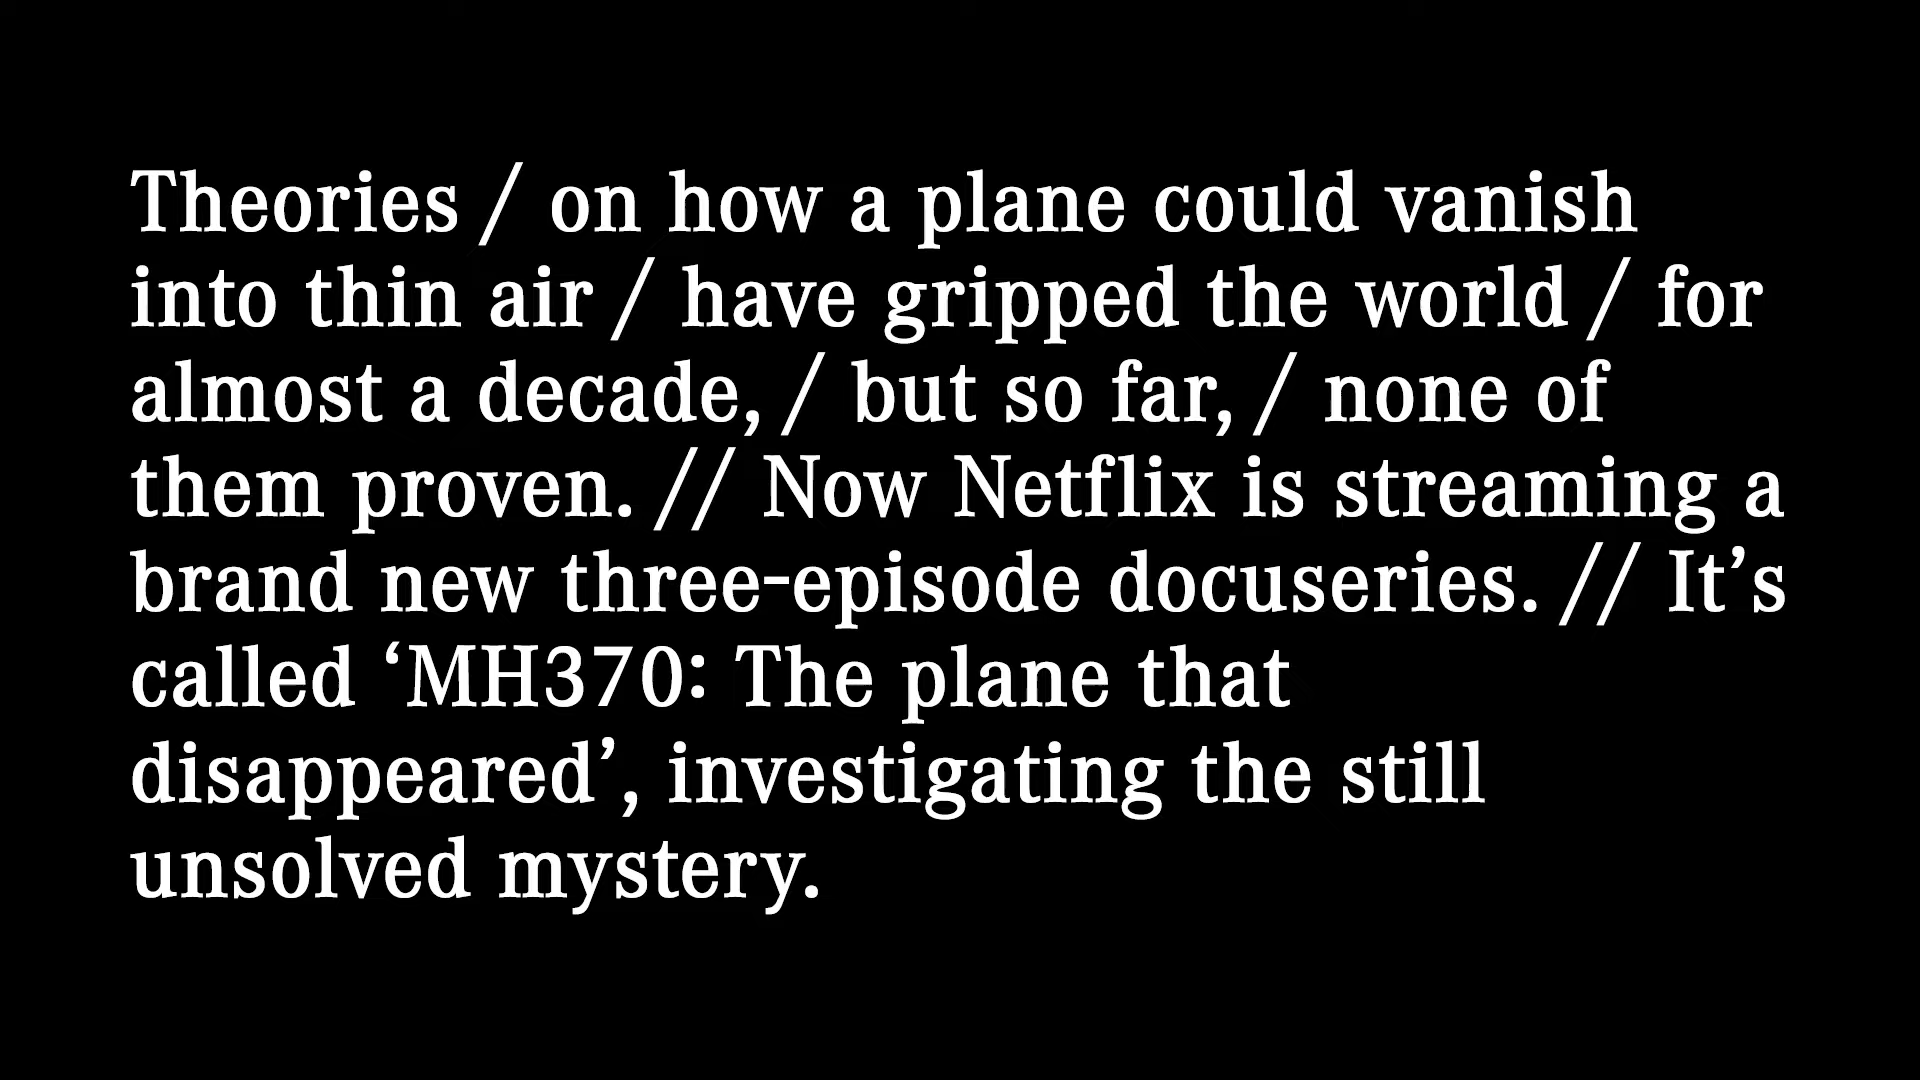 Theories / on how a plane could vanish
into thin air / have gripped the world / for
almost a decade, / but so far, / none of
them proven. // Now Netflix is streaming a
brand new three-episode docuseries. // It’s
called ‘MH370: The plane that
disappeared’, investigating the still
unsolved mystery.